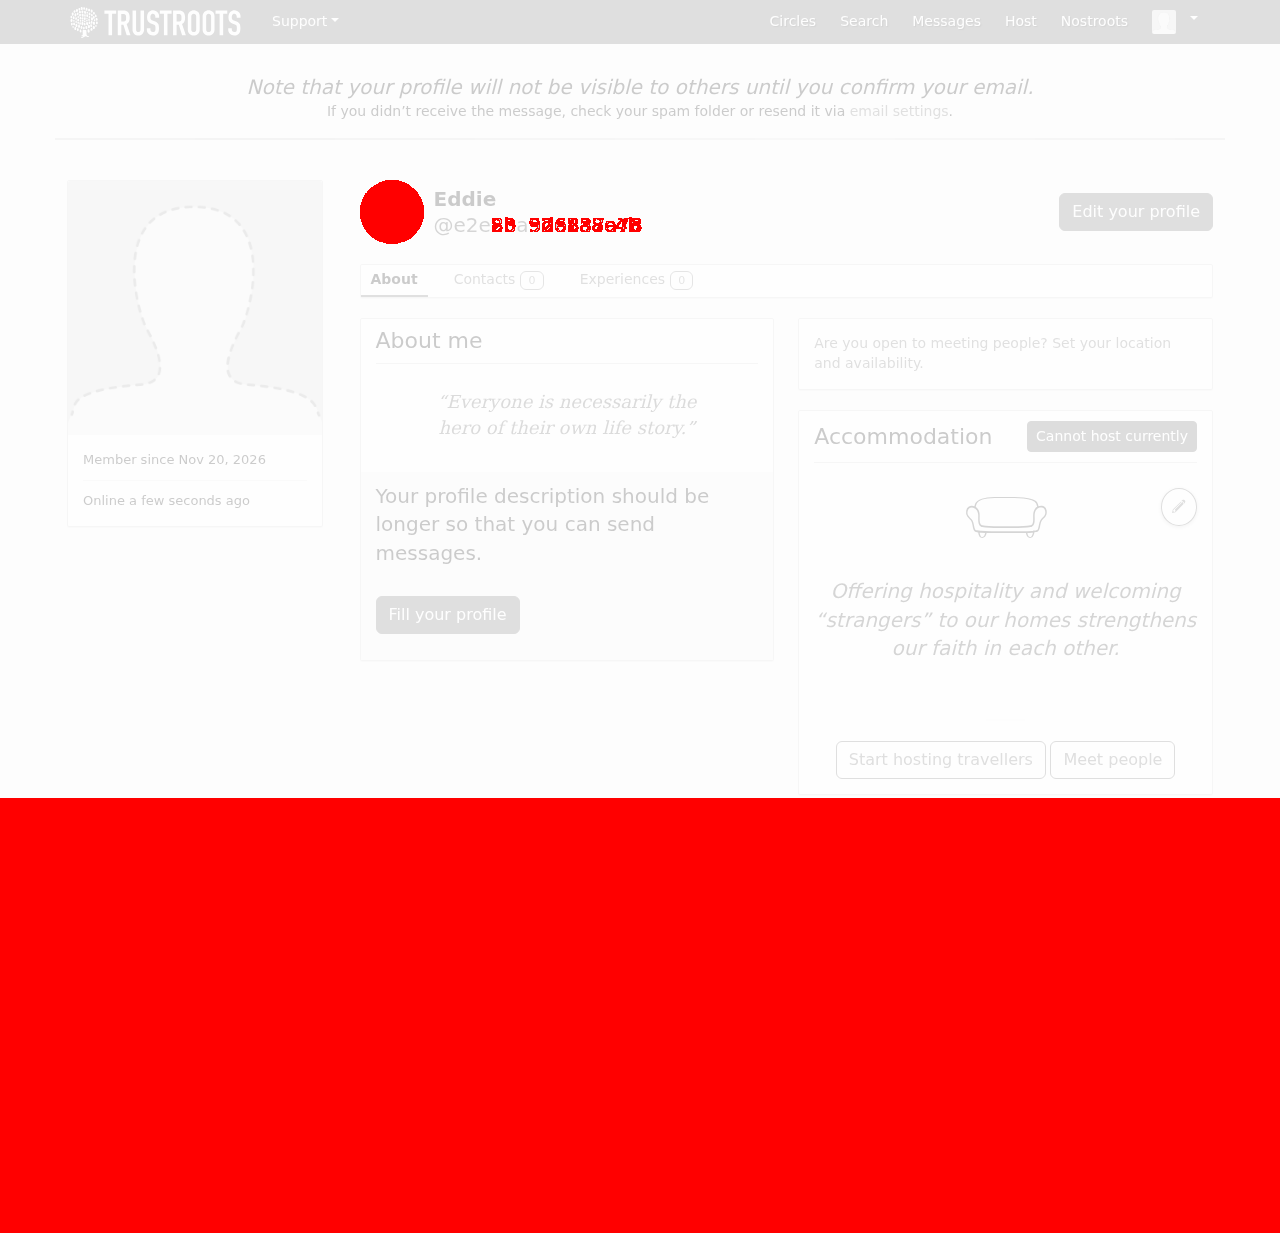 TRUSTROOTS Support Circles Search Messages Host Nostroots
Note that your profile will not be visible to others until you confirm your email.
If you didn’t receive the message, check your spam folder or resend it via email settings.
Eddie
Edit your profile
About Contacts 0 Experiences 0
About me
“Everyone is necessarily the
hero of their own life story.”
Your profile description should be
longer so that you can send
messages.
Fill your profile
Member since Nov 20, 2026
Online a few seconds ago
Are you open to meeting people? Set your location
and availability.
Accommodation Cannot host currently
Offering hospitality and welcoming
“strangers” to our homes strengthens
our faith in each other.
Start hosting travellers Meet people